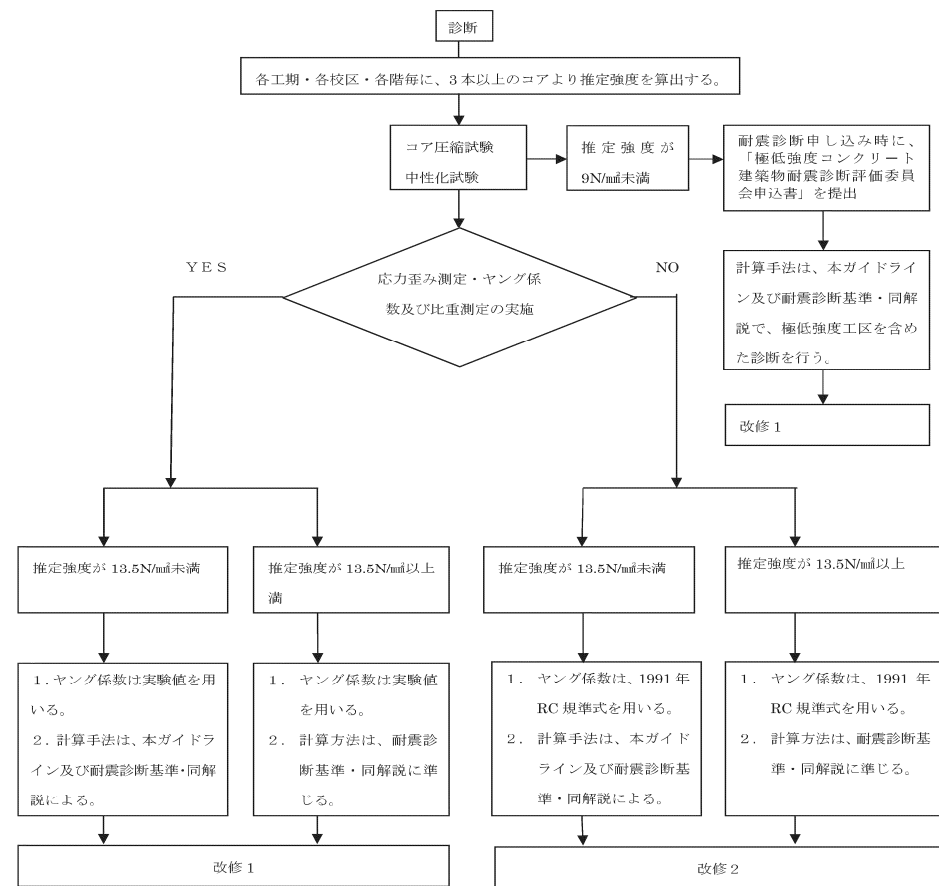 診断
各工期・各校区・各階毎に、3本以上のコアより推定強度を算出する。
コア圧縮試験
中性化試験
推定強度が
9N/㎟未満
耐震診断申し込み時に、
「極低強度コンクリート
建築物耐震診断評価委員
会申込書」を提出
計算手法は、本ガイドライ
ン及び耐震診断基準・同解
説で、極低強度工区を含め
た診断を行う。
改修1
YES
NO
応力歪み測定・ヤング係
数及び比重測定の実施
推定強度が 13.5N/㎟未満
推定強度が 13.5N/㎟以上
満
推定強度が 13.5N/㎟未満
推定強度が 13.5N/㎟以上
1.ヤング係数は実験値を用
いる。
2.計算手法は、本ガイドラ
イン及び耐震診断基準・同解
説による。
1. ヤング係数は実験値
を用いる。
2. 計算方法は、耐震診
断基準・同解説に準
じる。
1. ヤング係数は、1991年
RC規準式を用いる。
2. 計算手法は、本ガイド
ライン及び耐震診断基
準・同解説による。
1. ヤング係数は、1991年
RC規準式を用いる。
2. 計算方法は、耐震診断基
準・同解説に準じる。
改修1
改修2